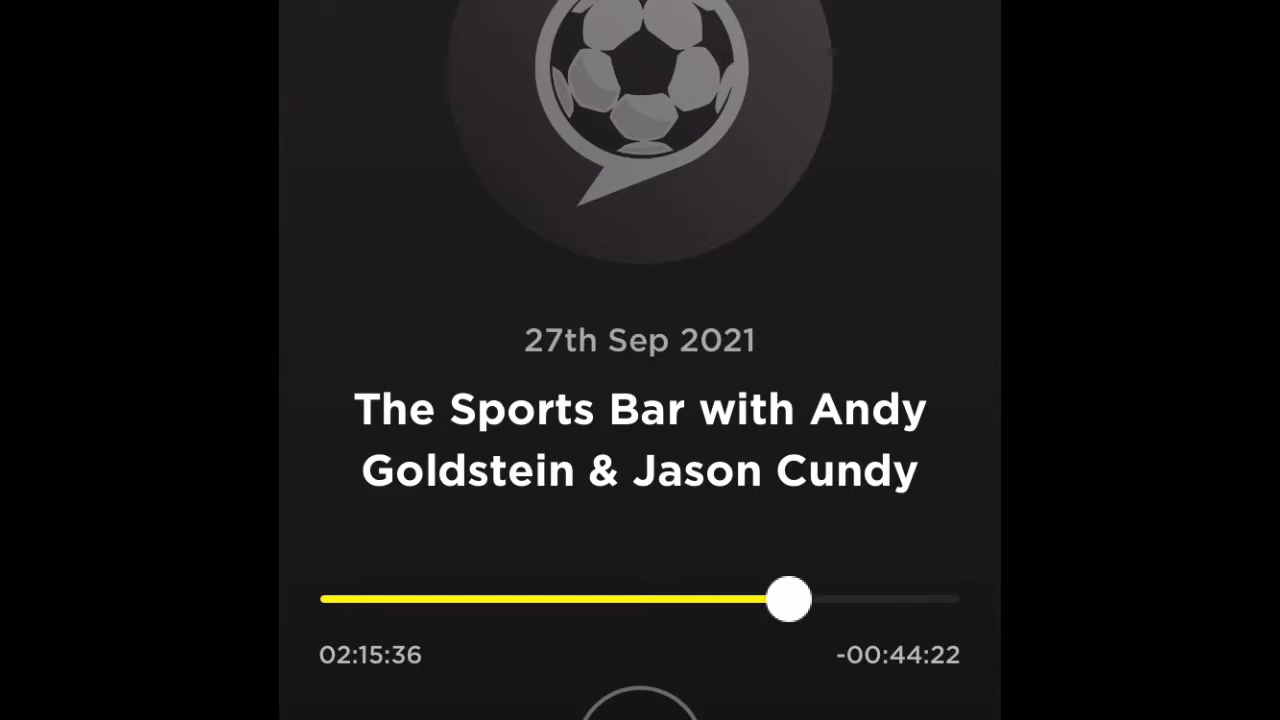 27th Sep 2021
The Sports Bar with Andy
Goldstein & Jason Cundy
02:15:36
-00:44:22